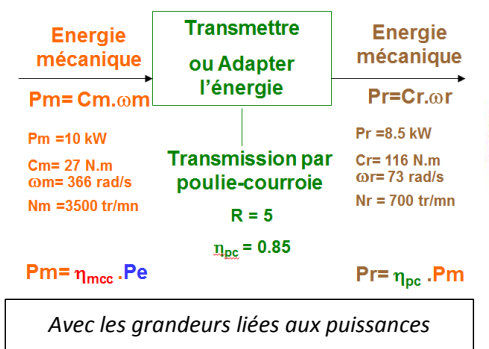 Energie
mécanique
Pm= Cm.ωm
Pm =10 kW
Cm= 27 N.m
ωm= 366 rad/s
Nm =3500 tr/mn
Pm= ηmcc .Pe
Transmettre
ou Adapter
l’énergie
Transmission par
poulie-courroie
R = 5
ηpc = 0.85
Energie
mécanique
Pr=Cr.ωr
Pr =8.5 kW
Cr= 116 N.m
ωr= 73 rad/s
Nr = 700 tr/mn
Pr= ηpc .Pm
Avec les grandeurs liées aux puissances